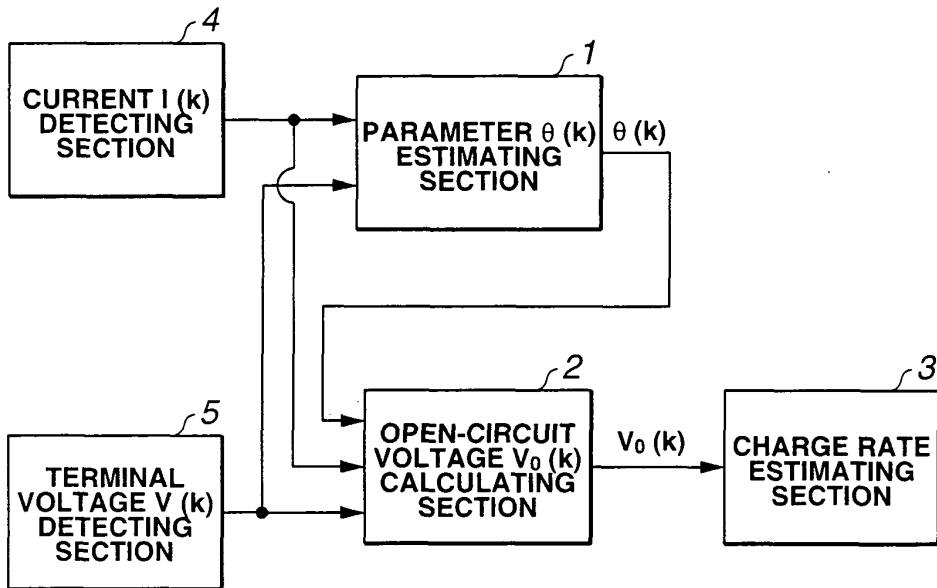 4
CURRENT I (k)
DETECTING
SECTION
1
PARAMETER θ (k)
ESTIMATING
SECTION
θ (k)
2
OPEN-CIRCUIT
VOLTAGE V₀ (k)
CALCULATING
SECTION
V₀ (k)
3
CHARGE RATE
ESTIMATING
SECTION
5
TERMINAL
VOLTAGE V (k)
DETECTING
SECTION